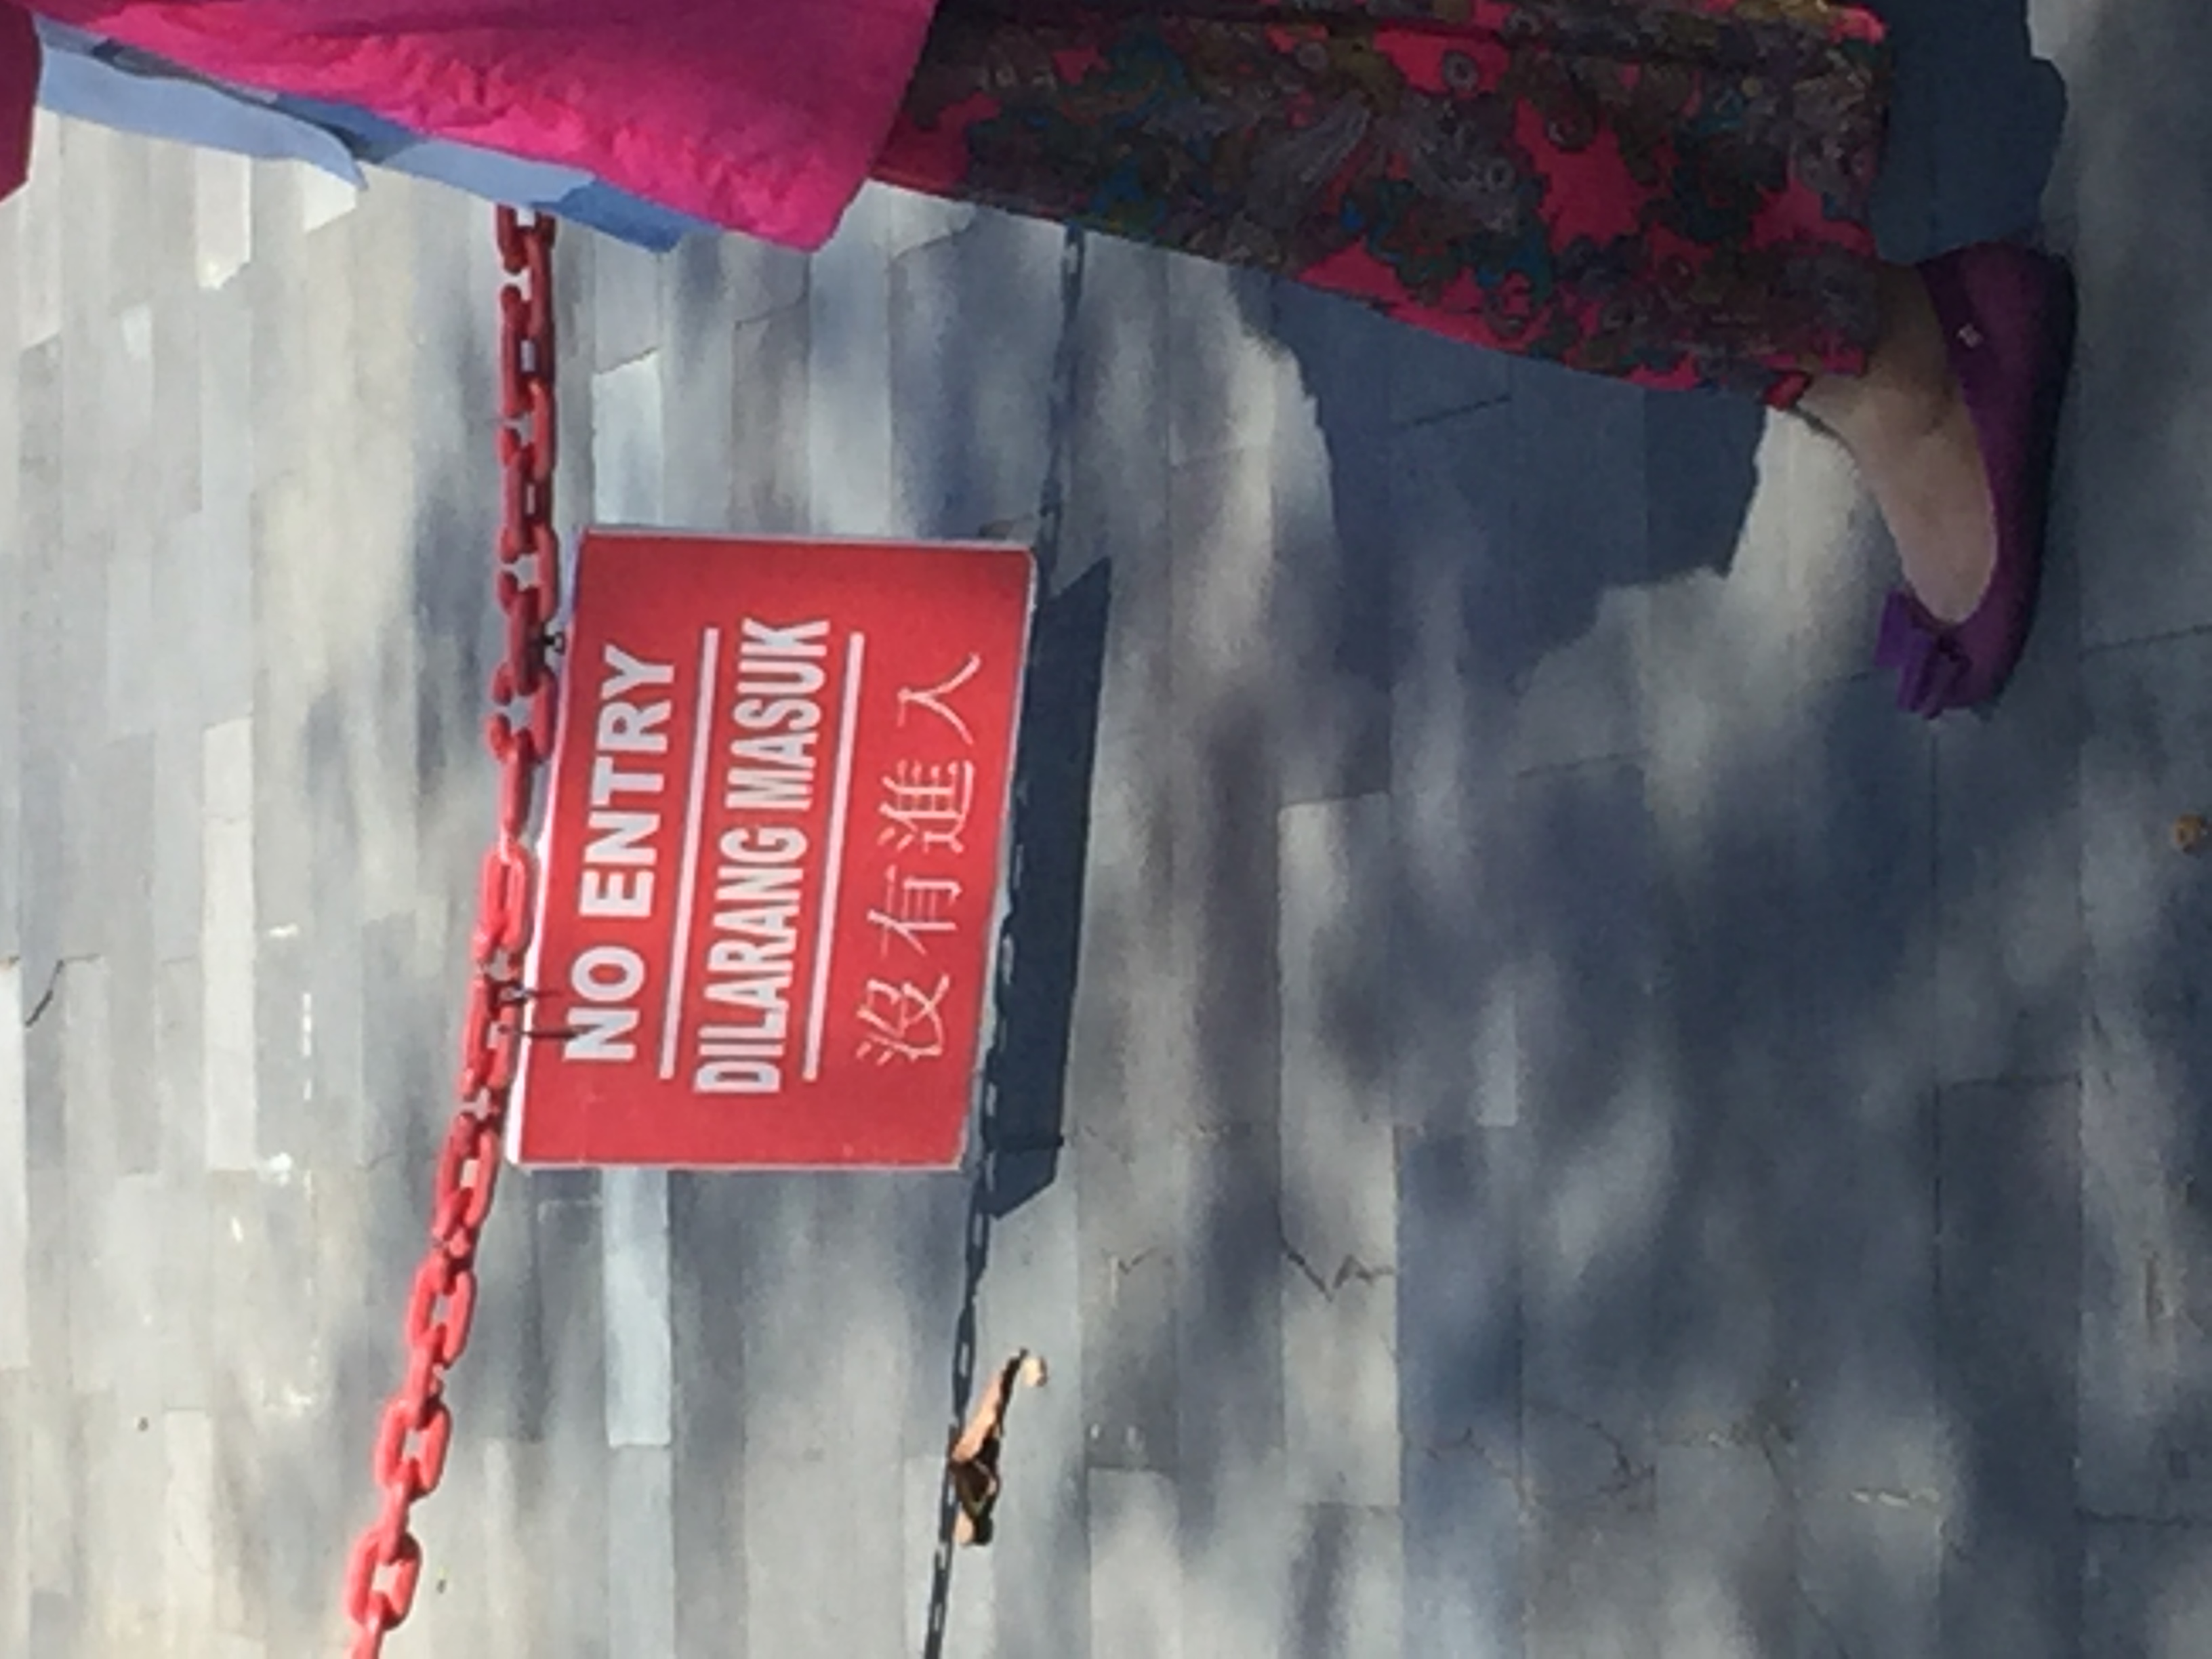 NO ENTRY
DILARANG MASUK
沒有進入